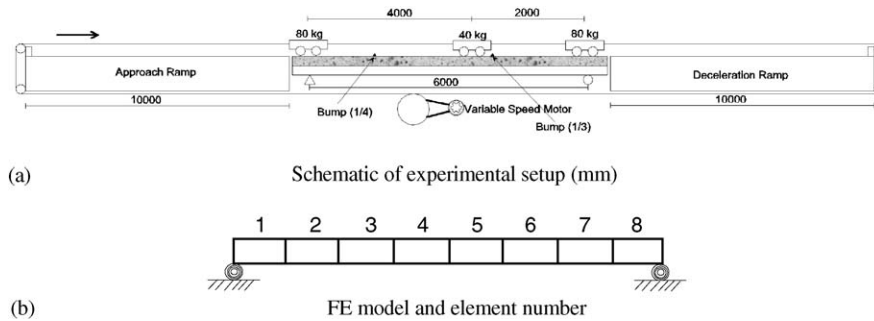 4000 2000
80 kg 40 kg 80 kg
Approach Ramp
6000
Deceleration Ramp
10000
10000
Bump (1/4)
Variable Speed Motor
Bump (1/3)
(a) Schematic of experimental setup (mm)
1 2 3 4 5 6 7 8
(b) FE model and element number